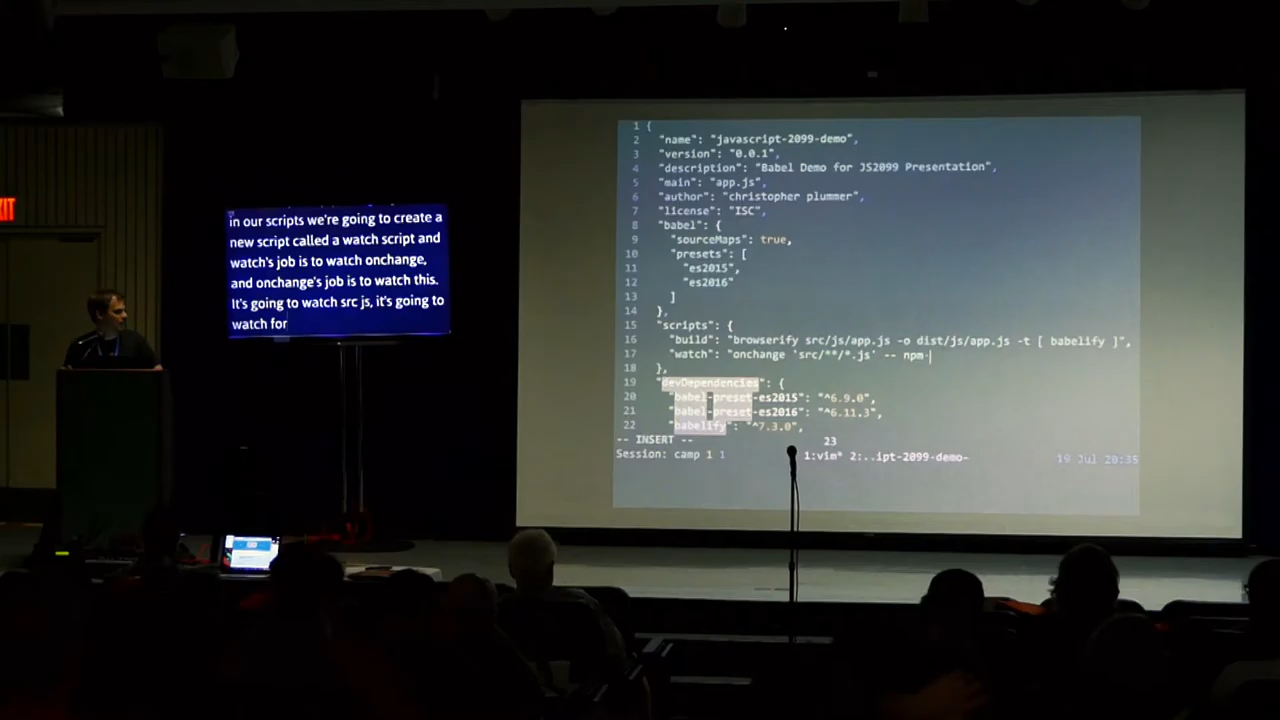 XIT
in our scripts we're going to create a
new script called a watch script and
watch's job is to watch onchange,
and onchange's job is to watch this.
It's going to watch src js, it's going to
watch for
1 {
2 "name": "javascript-2099-demo",
3 "version": "0.0.1",
4 "description": "Babel Demo for JS2099 Presentation",
5 "main": "app.js",
6 "author": "christopher plummer",
7 "license": "ISC",
8 "babel": {
9 "sourceMaps": true,
10 "presets": [
11 "es2015",
12 "es2016"
13 ]
14 },
15 "scripts": {
16 "build": "browserify src/js/app.js -o dist/js/app.js -t [ babelify ]",
17 "watch": "onchange 'src/**/*.js' -- npm
18 },
19 "devDependencies": {
20 "babel-preset-es2015": "^6.9.0",
21 "babel-preset-es2016": "^6.11.3",
22 "babelify": "^7.3.0",
-- INSERT -- 23
Session: camp 1 1 1:vim* 2:..ipt-2099-demo- 19 Jul 20:35